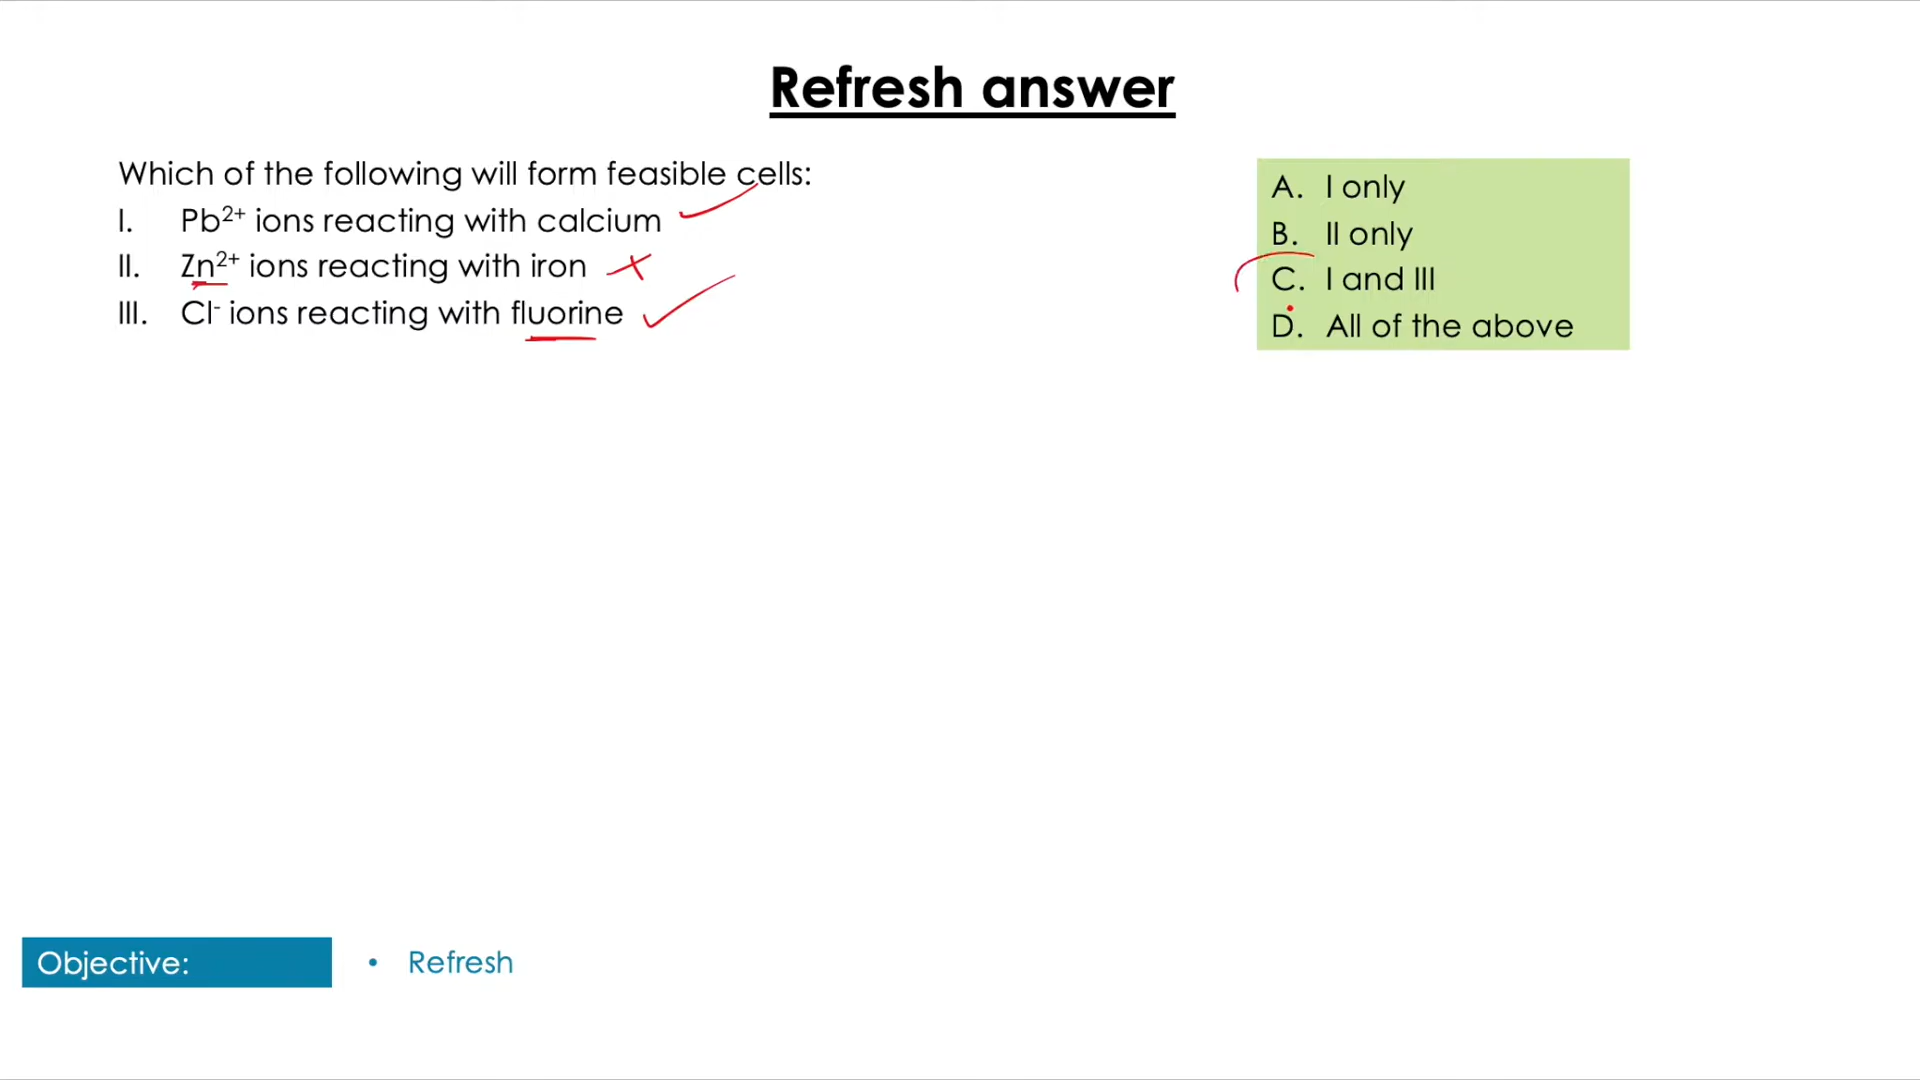 Refresh answer
Which of the following will form feasible cells:
I. Pb²⁺ ions reacting with calcium
II. Zn²⁺ ions reacting with iron
III. Cl⁻ ions reacting with fluorine
A. I only
B. II only
C. I and III
D. All of the above
Objective:
• Refresh